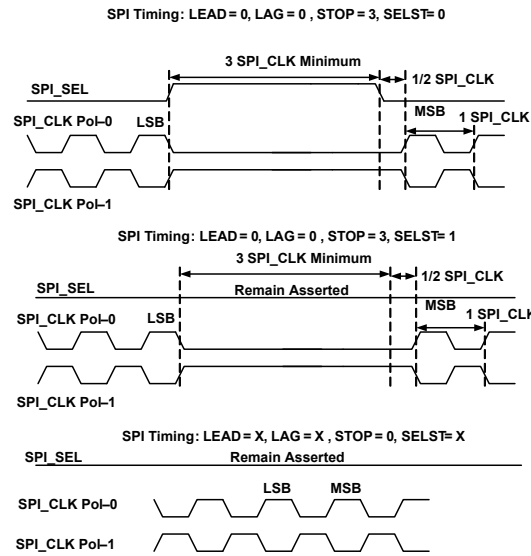 SPI Timing: LEAD= 0, LAG= 0 , STOP= 3, SELST= 0
3 SPI_CLK Minimum
1/2 SPI_CLK
SPI_SEL
SPI_CLK Pol–0
LSB
MSB
1 SPI_CLK
SPI_CLK Pol–1
SPI Timing: LEAD= 0, LAG= 0 , STOP= 3, SELST= 1
3 SPI_CLK Minimum
1/2 SPI_CLK
SPI_SEL
Remain Asserted
SPI_CLK Pol–0
LSB
MSB
1 SPI_CLK
SPI_CLK Pol–1
SPI Timing: LEAD= X, LAG= X , STOP= 0, SELST= X
SPI_SEL
Remain Asserted
LSB
MSB
SPI_CLK Pol–0
SPI_CLK Pol–1